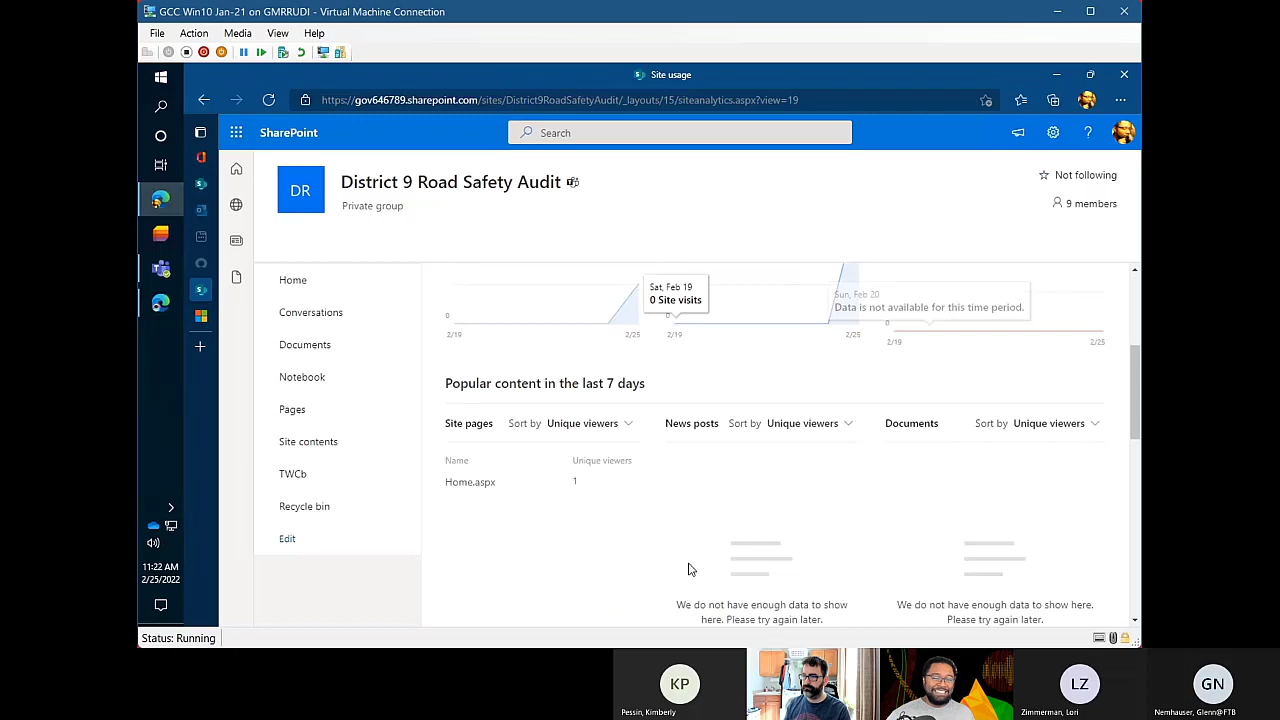 GCC Win10 Jan-21 on GMRRUDI - Virtual Machine Connection
File Action Media View Help
Site usage
https://gov646789.sharepoint.com/sites/District9RoadSafetyAudit/_layouts/15/siteanalytics.aspx?view=19
SharePoint
Search
DR
District 9 Road Safety Audit
Private group
Not following
9 members
Home
Conversations
Documents
Notebook
Pages
Site contents
TWCb
Recycle bin
Edit
Sat, Feb 19
0 Site visits
Sun, Feb 20
Data is not available for this time period.
0
0
0
2/19 2/25
2/19 2/25
2/19 2/25
Popular content in the last 7 days
Site pages Sort by Unique viewers
News posts Sort by Unique viewers
Documents Sort by Unique viewers
Name Unique viewers
Home.aspx 1
We do not have enough data to show
here. Please try again later.
We do not have enough data to show here.
Please try again later.
11:22 AM
2/25/2022
Status: Running
KP
Pessin, Kimberly
LZ
Zimmerman, Lori
GN
Nemhauser, Glenn@FTB